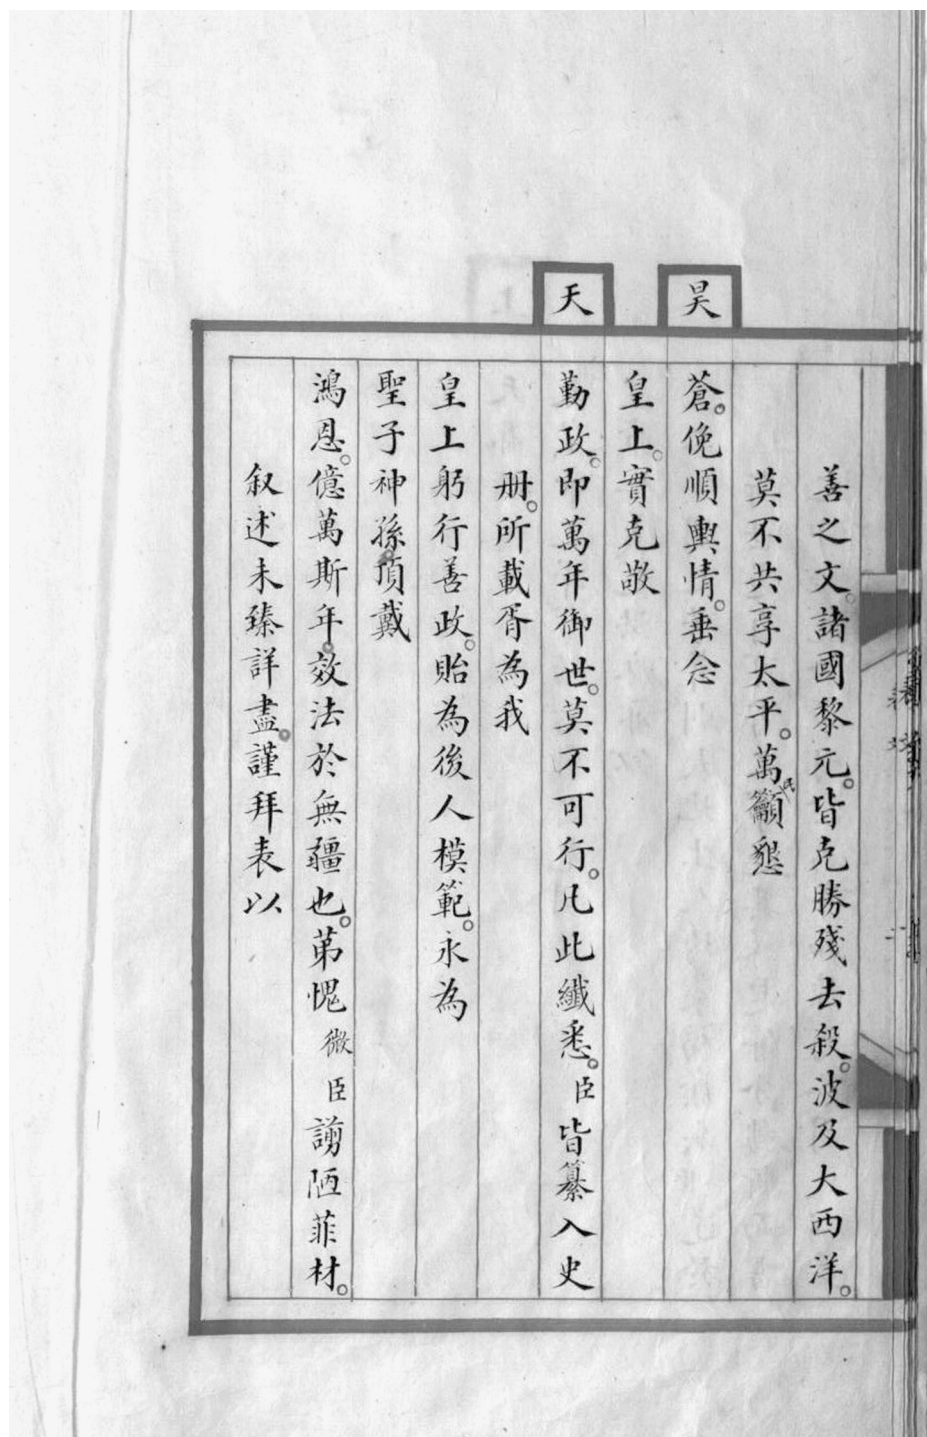 善之文。諸國黎元。皆克勝殘去殺。波及大西洋。
莫不共享太平。萬籲懇
昊蒼。俛順輿情。垂念
皇上。實克敬
天勤政。即萬年御世。莫不可行。凡此纖悉。臣皆纂入史
冊。所載胥為我
皇上躬行善政。貽為後人模範。永為
聖子神孫。頂戴
鴻恩。億萬斯年。效法於無疆也。苐愧微臣謭陋菲材。
叙述未臻詳盡。謹拜表以